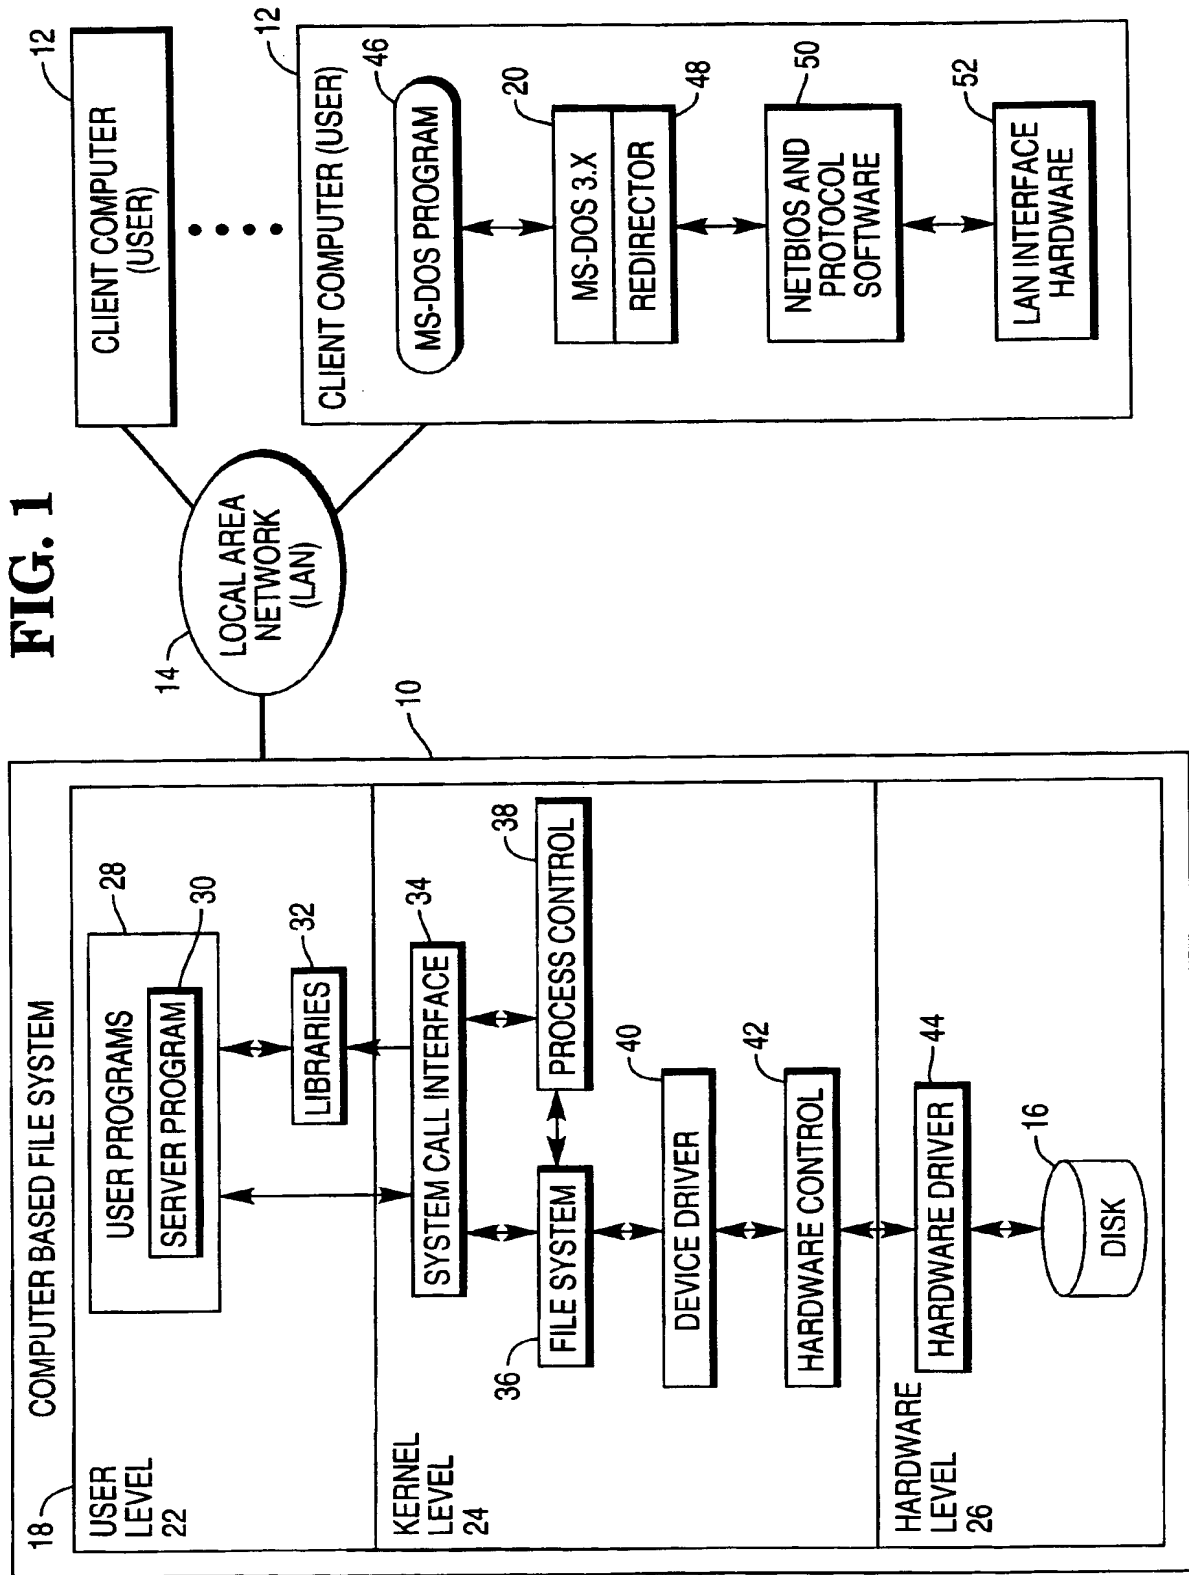 FIG. 1
COMPUTER BASED FILE SYSTEM
18
10
USER
LEVEL
22
USER PROGRAMS
28
SERVER PROGRAM
30
LIBRARIES
32
KERNEL
LEVEL
24
SYSTEM CALL INTERFACE
34
FILE SYSTEM
36
PROCESS CONTROL
38
DEVICE DRIVER
40
HARDWARE CONTROL
42
HARDWARE
LEVEL
26
HARDWARE DRIVER
44
DISK
16
LOCAL AREA
NETWORK
(LAN)
14
CLIENT COMPUTER
(USER)
12
CLIENT COMPUTER (USER)
12
MS-DOS PROGRAM
46
MS-DOS 3.X
20
REDIRECTOR
48
NETBIOS AND
PROTOCOL
SOFTWARE
50
LAN INTERFACE
HARDWARE
52